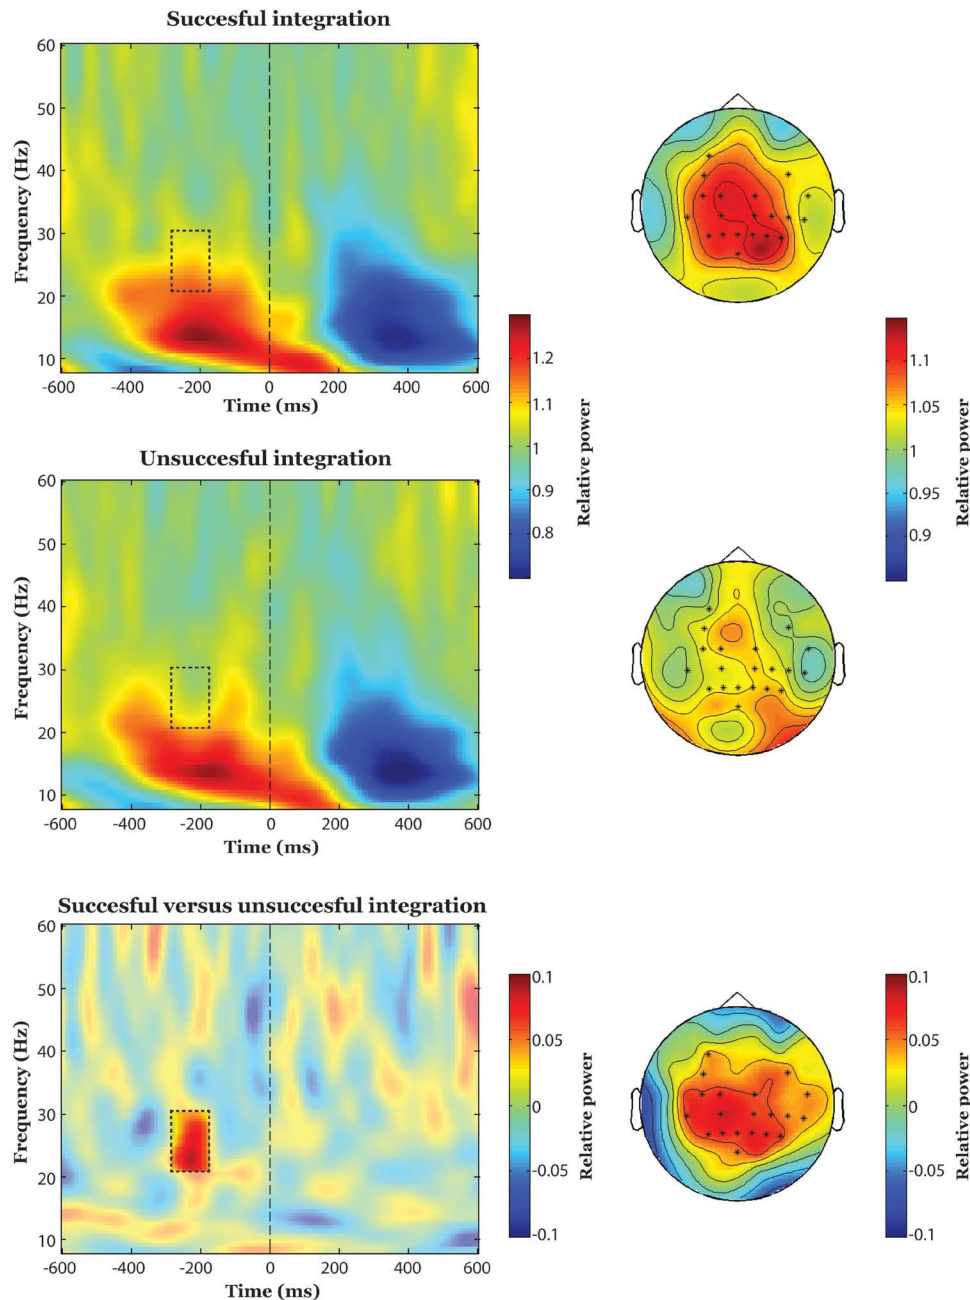 Succesful integration
60
50
40
30
20
10
Frequency (Hz)
-600 -400 -200 0 200 400 600
Time (ms)
1.2
1.1
1
0.9
0.8
Relative power
1.1
1.05
1
0.95
0.9
Relative power
Unsuccesful integration
60
50
40
30
20
10
Frequency (Hz)
-600 -400 -200 0 200 400 600
Time (ms)
Succesful versus unsuccesful integration
60
50
40
30
20
10
Frequency (Hz)
-600 -400 -200 0 200 400 600
Time (ms)
0.1
0.05
0
-0.05
-0.1
Relative power
0.1
0.05
0
-0.05
-0.1
Relative power